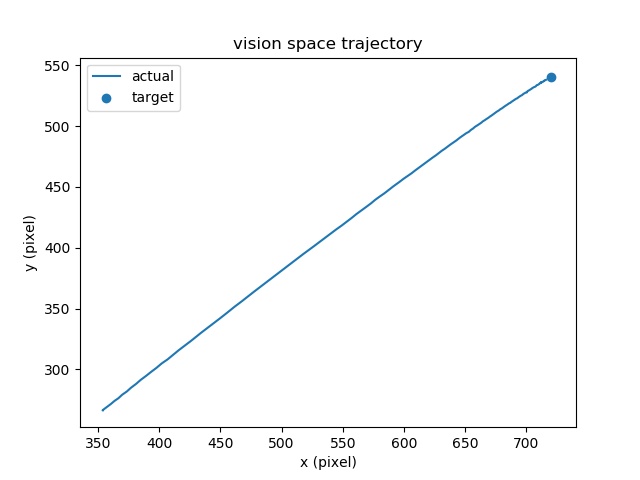 vision space trajectory
actual
target
550
500
450
400
350
300
y (pixel)
350 400 450 500 550 600 650 700
x (pixel)